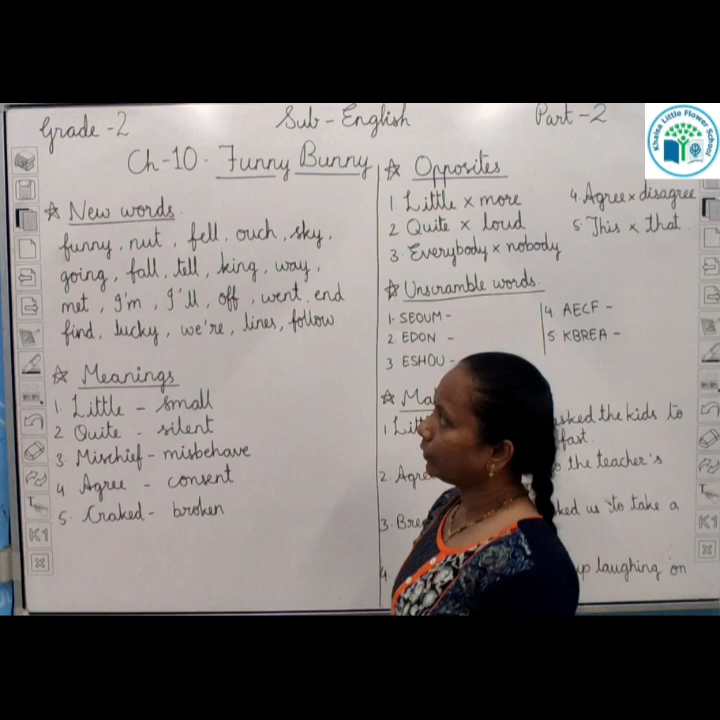 Grade-2
Sub-English
Part-2
Khalsa Little Flower School
Ch-10. Funny Bunny
New words.
funny, nut, fell, ouch, sky,
going, fall, tell, king, way,
met, I'm, I'll, off, went, end
find, lucky, we're, lines, follow
Meanings
1. Little - small
2 Quite - silent
3 Mischief - misbehave
4 Agree - consent
5. Craked - broken
Opposites
1 Little x more
2 Quite x loud
3. Everybody x nobody
4. Agree x disagree
5. This x that
Unscramble words.
1. SEOUM -
2 EDON -
3 ESHOU -
4. AECF -
5 KBREA -
1. asked the kids to
2. Agre the teacher's
3. us to take a
4 up laughing on
K1
K1